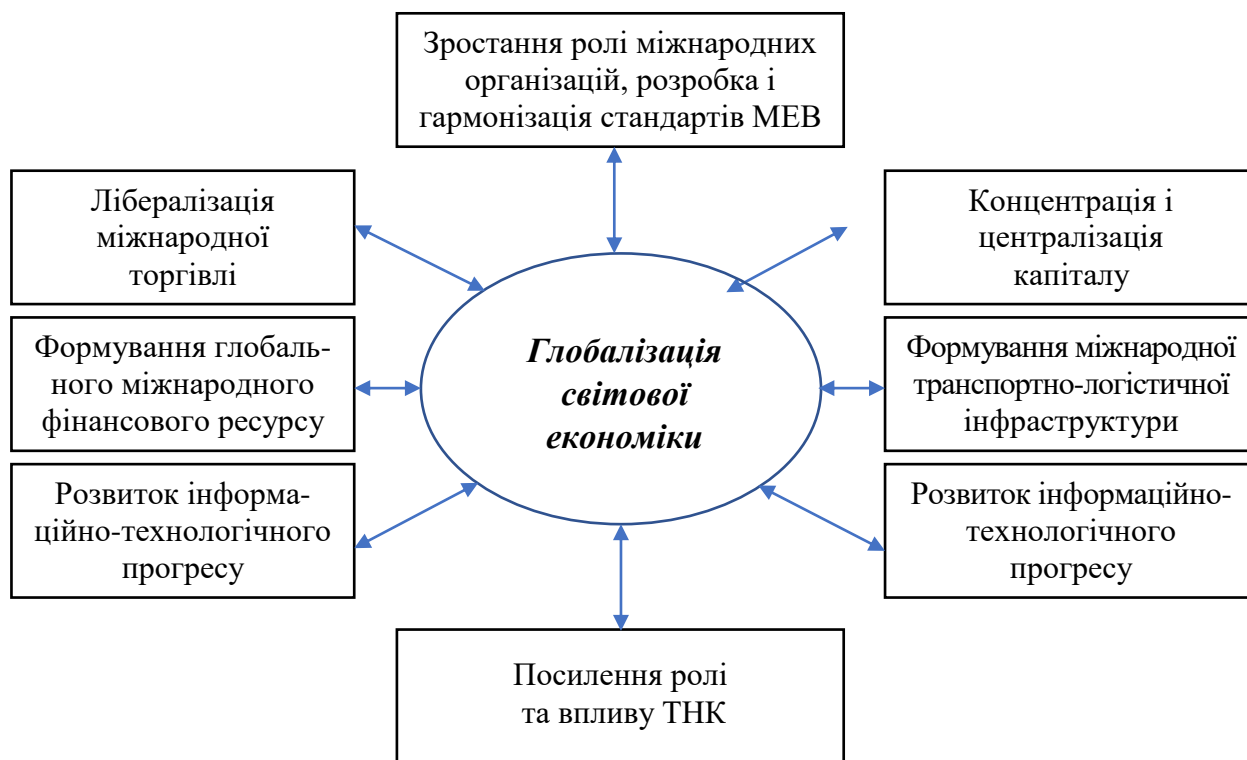 Зростання ролі міжнародних
організацій, розробка і
гармонізація стандартів МЕВ
Лібералізація
міжнародної
торгівлі
Концентрація і
централізація
капіталу
Формування глобаль-
ного міжнародного
фінансового ресурсу
Глобалізація
світової
економіки
Формування міжнародної
транспортно-логістичної
інфраструктури
Розвиток інформа-
ційно-технологічного
прогресу
Розвиток інформаційно-
технологічного
прогресу
Посилення ролі
та впливу ТНК